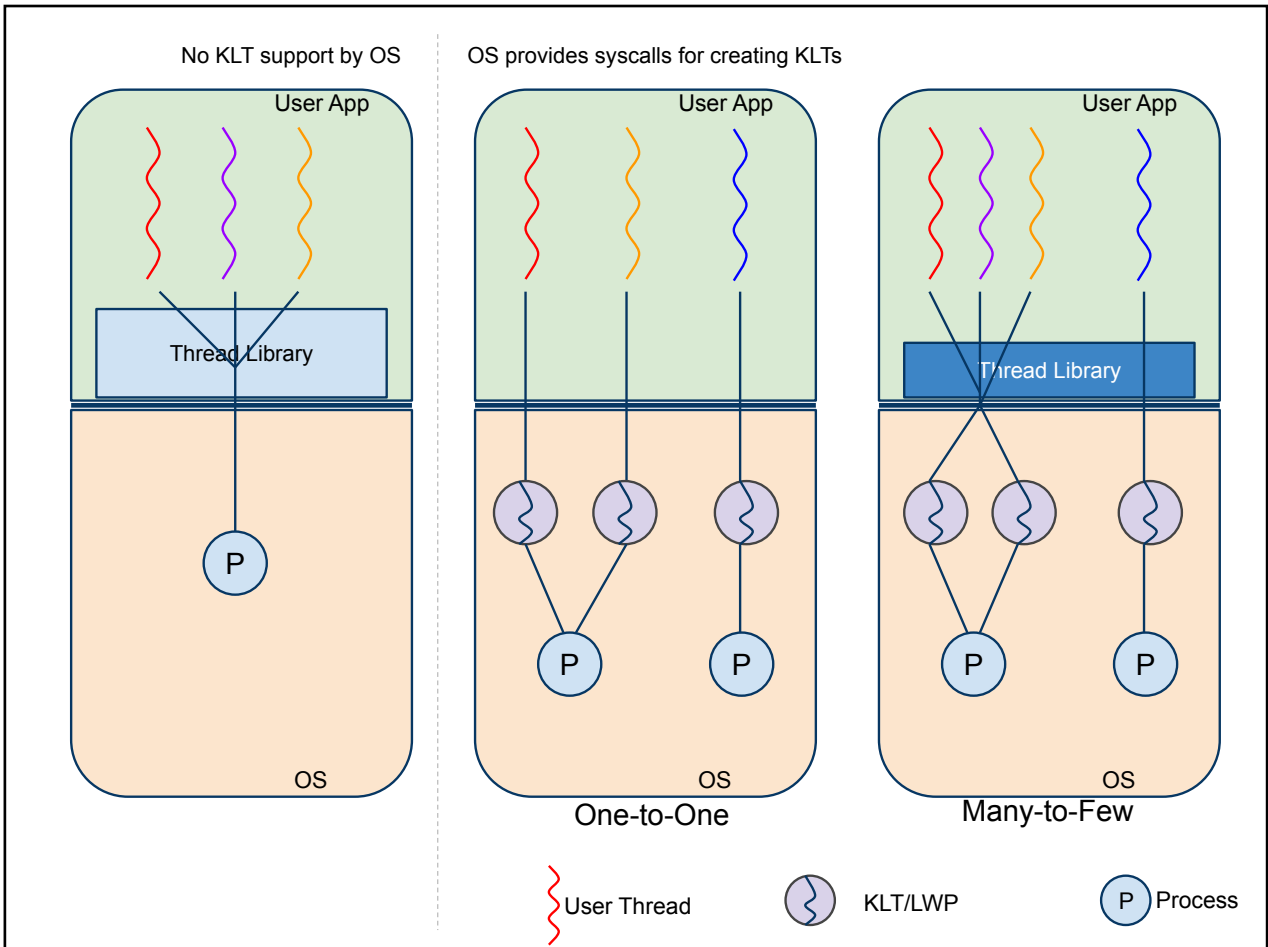 No KLT support by OS
OS provides syscalls for creating KLTs
User App
User App
User App
Thread Library
Thread Library
P
P
P
P
P
OS
OS
OS
One-to-One
Many-to-Few
User Thread
KLT/LWP
P
Process